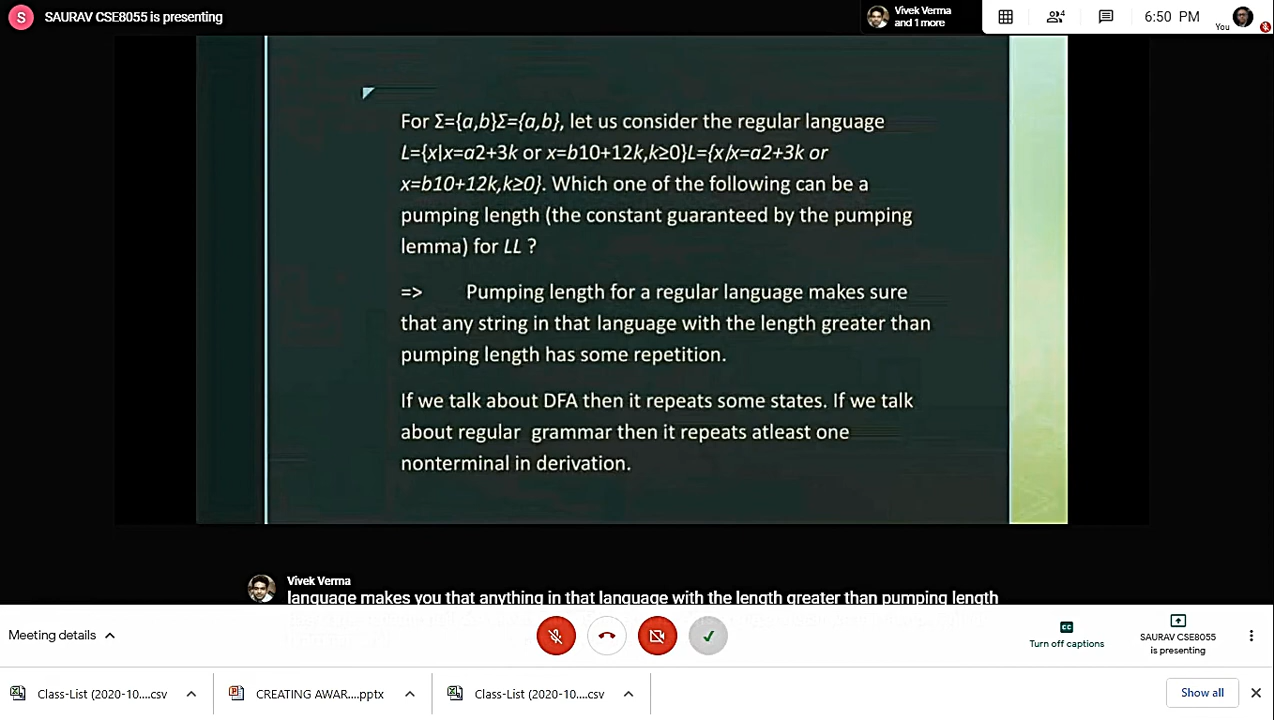 S SAURAV CSE8055 is presenting
Vivek Verma
and 1 more
4
6:50 PM
You
For Σ={a,b}Σ={a,b}, let us consider the regular language
L={x|x=a2+3k or x=b10+12k,k≥0}L={x/x=a2+3k or
x=b10+12k,k≥0}. Which one of the following can be a
pumping length (the constant guaranteed by the pumping
lemma) for LL ?
=> Pumping length for a regular language makes sure
that any string in that language with the length greater than
pumping length has some repetition.
If we talk about DFA then it repeats some states. If we talk
about regular grammar then it repeats atleast one
nonterminal in derivation.
Vivek Verma
language makes you that anything in that language with the length greater than pumping length
Meeting details
CC
Turn off captions
SAURAV CSE8055
is presenting
Class-List (2020-10....csv
CREATING AWAR....pptx
Class-List (2020-10....csv
Show all